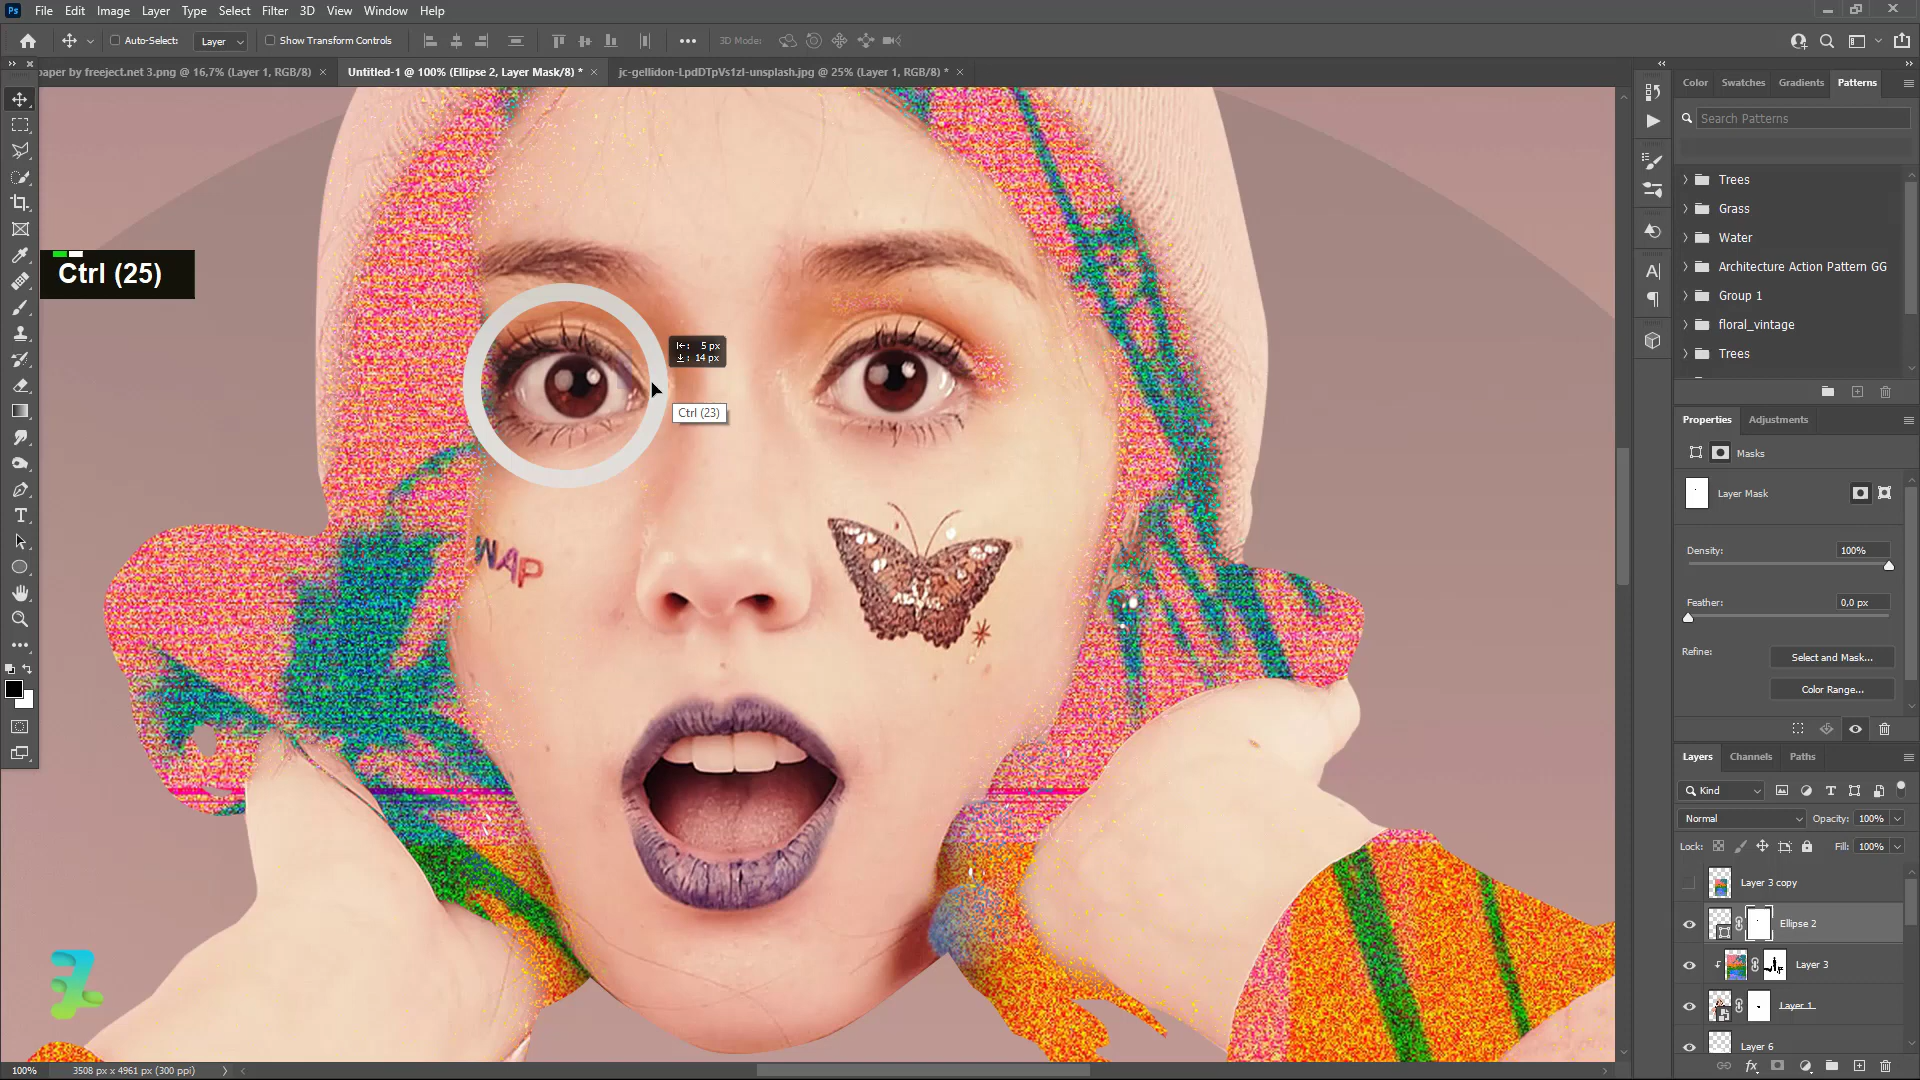 Ps File Edit Image Layer Type Select Filter 3D View Window Help
Auto-Select: Layer Show Transform Controls 3D Mode:
paper by freeject.net 3.png @ 16,7% (Layer 1, RGB/8) Untitled-1 @ 100% (Ellipse 2, Layer Mask/8) * jc-gellidon-LpdDTpVs1zI-unsplash.jpg @ 25% (Layer 1, RGB/8) *
Ctrl (25)
5 px
14 px
Ctrl (23)
WAP
Color Swatches Gradients Patterns
Search Patterns
Trees
Grass
Water
Architecture Action Pattern GG
Group 1
floral_vintage
Trees
Properties Adjustments
Masks
Layer Mask
Density: 100%
Feather: 0,0 px
Refine: Select and Mask...
Color Range...
Layers Channels Paths
Kind
Normal Opacity: 100%
Lock: Fill: 100%
Layer 3 copy
Ellipse 2
Layer 3
Layer 1
Layer 6
100% 3508 px x 4961 px (300 ppi)